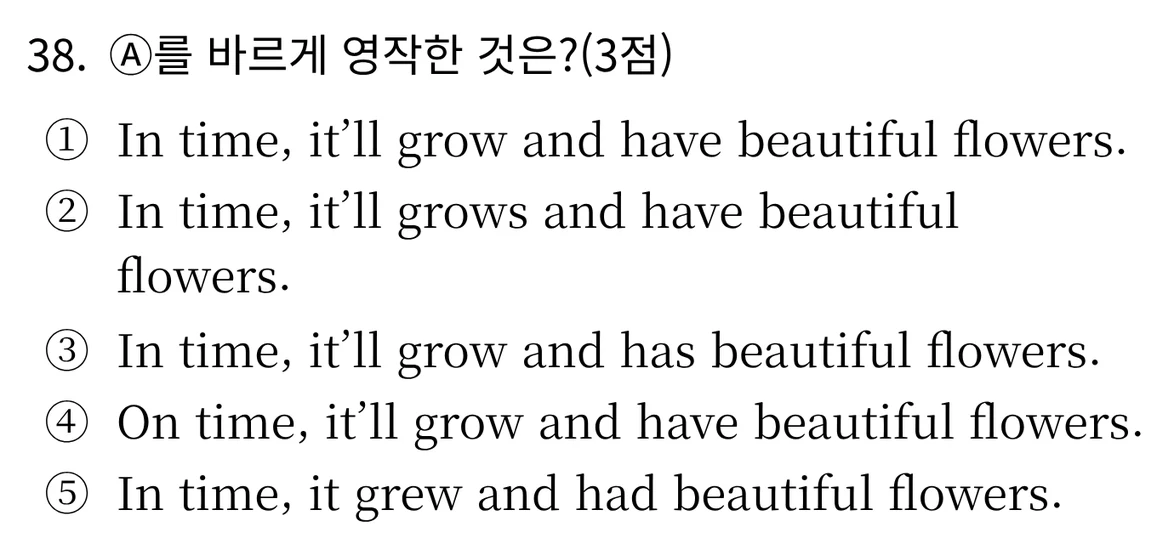 38. Ⓐ를 바르게 영작한 것은?(3점)
① In time, it’ll grow and have beautiful flowers.
② In time, it’ll grows and have beautiful
flowers.
③ In time, it’ll grow and has beautiful flowers.
④ On time, it’ll grow and have beautiful flowers.
⑤ In time, it grew and had beautiful flowers.